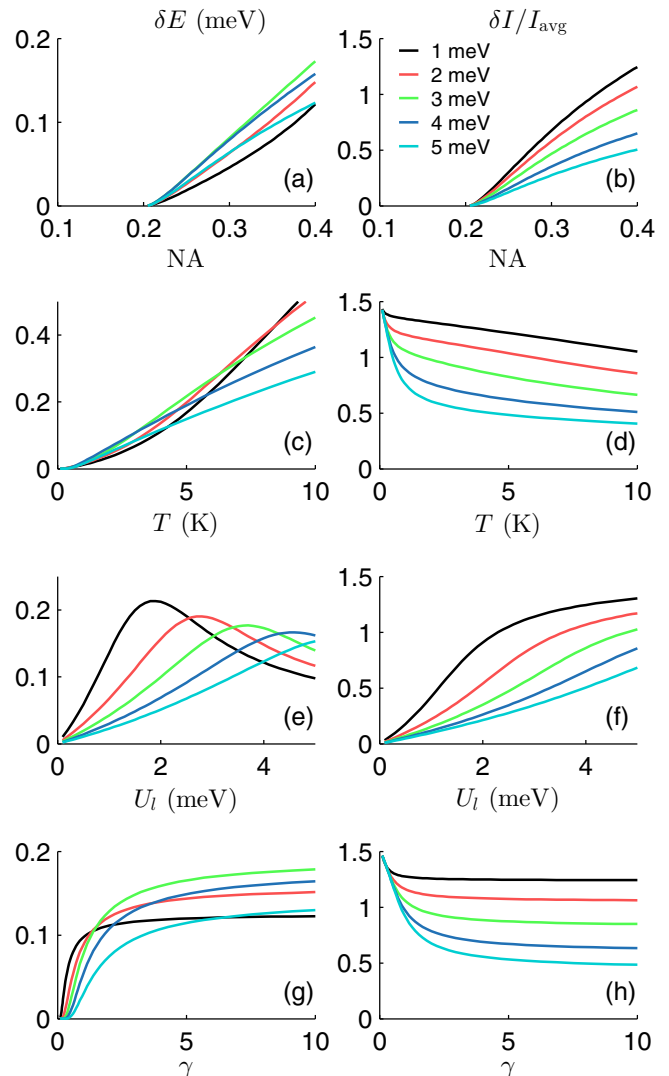 δE (meV) δI/I_avg
0.2 1.5
1 meV
2 meV
3 meV
4 meV
5 meV
0.1 1
0.5
(a) (b)
0 0
0.1 0.2 0.3 0.4 0.1 0.2 0.3 0.4
NA NA
0.4 1.5
1
0.2 0.5
(c) (d)
0 0
0 5 10 0 5 10
T (K) T (K)
0.2 1.5
1
0.1 0.5
(e) (f)
0 0
0 2 4 0 2 4
U_l (meV) U_l (meV)
0.2 1.5
1
0.1 0.5
(g) (h)
0 0
0 5 10 0 5 10
γ γ